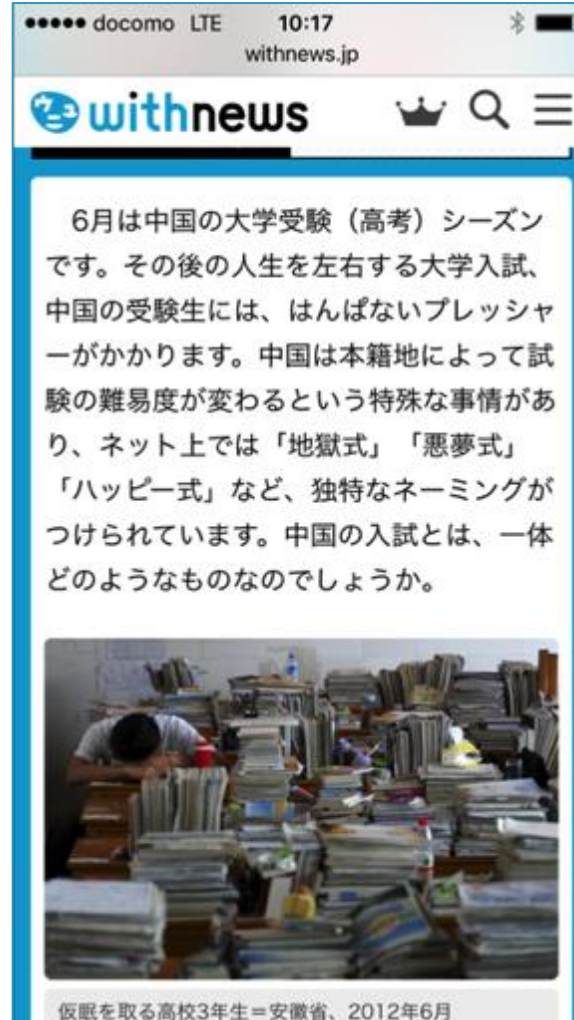 docomo LTE 10:17
withnews.jp
withnews
6月は中国の大学受験（高考）シーズン
です。その後の人生を左右する大学入試、
中国の受験生には、はんぱないプレッシャ
ーがかかります。中国は本籍地によって試
験の難易度が変わるという特殊な事情があ
り、ネット上では「地獄式」「悪夢式」
「ハッピー式」など、独特なネーミングが
つけられています。中国の入試とは、一体
どのようなものなのでしょうか。
仮眠を取る高校3年生＝安徽省、2012年6月